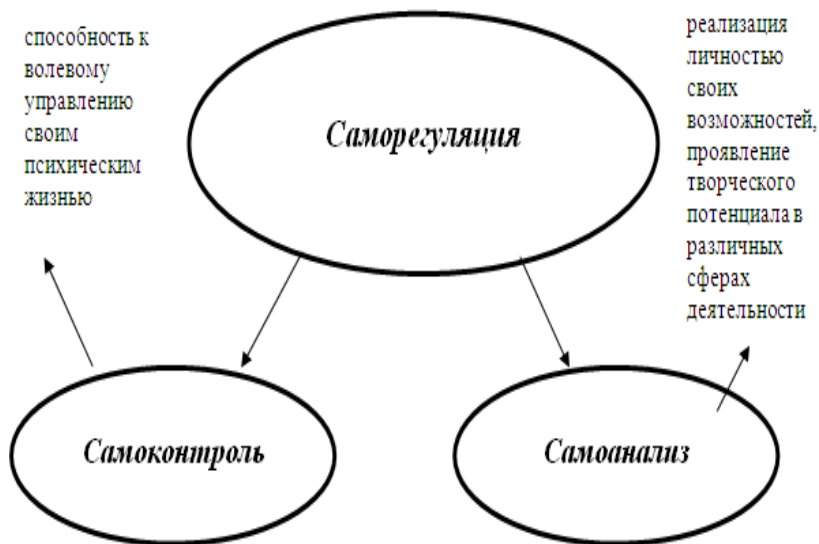 способность к
волевому
управлению
своим
психическим
жизнью
Саморегуляция
реализация
личностью
своих
возможностей,
проявление
творческого
потенциала в
различных
сферах
деятельности
Самоконтроль
Самоанализ